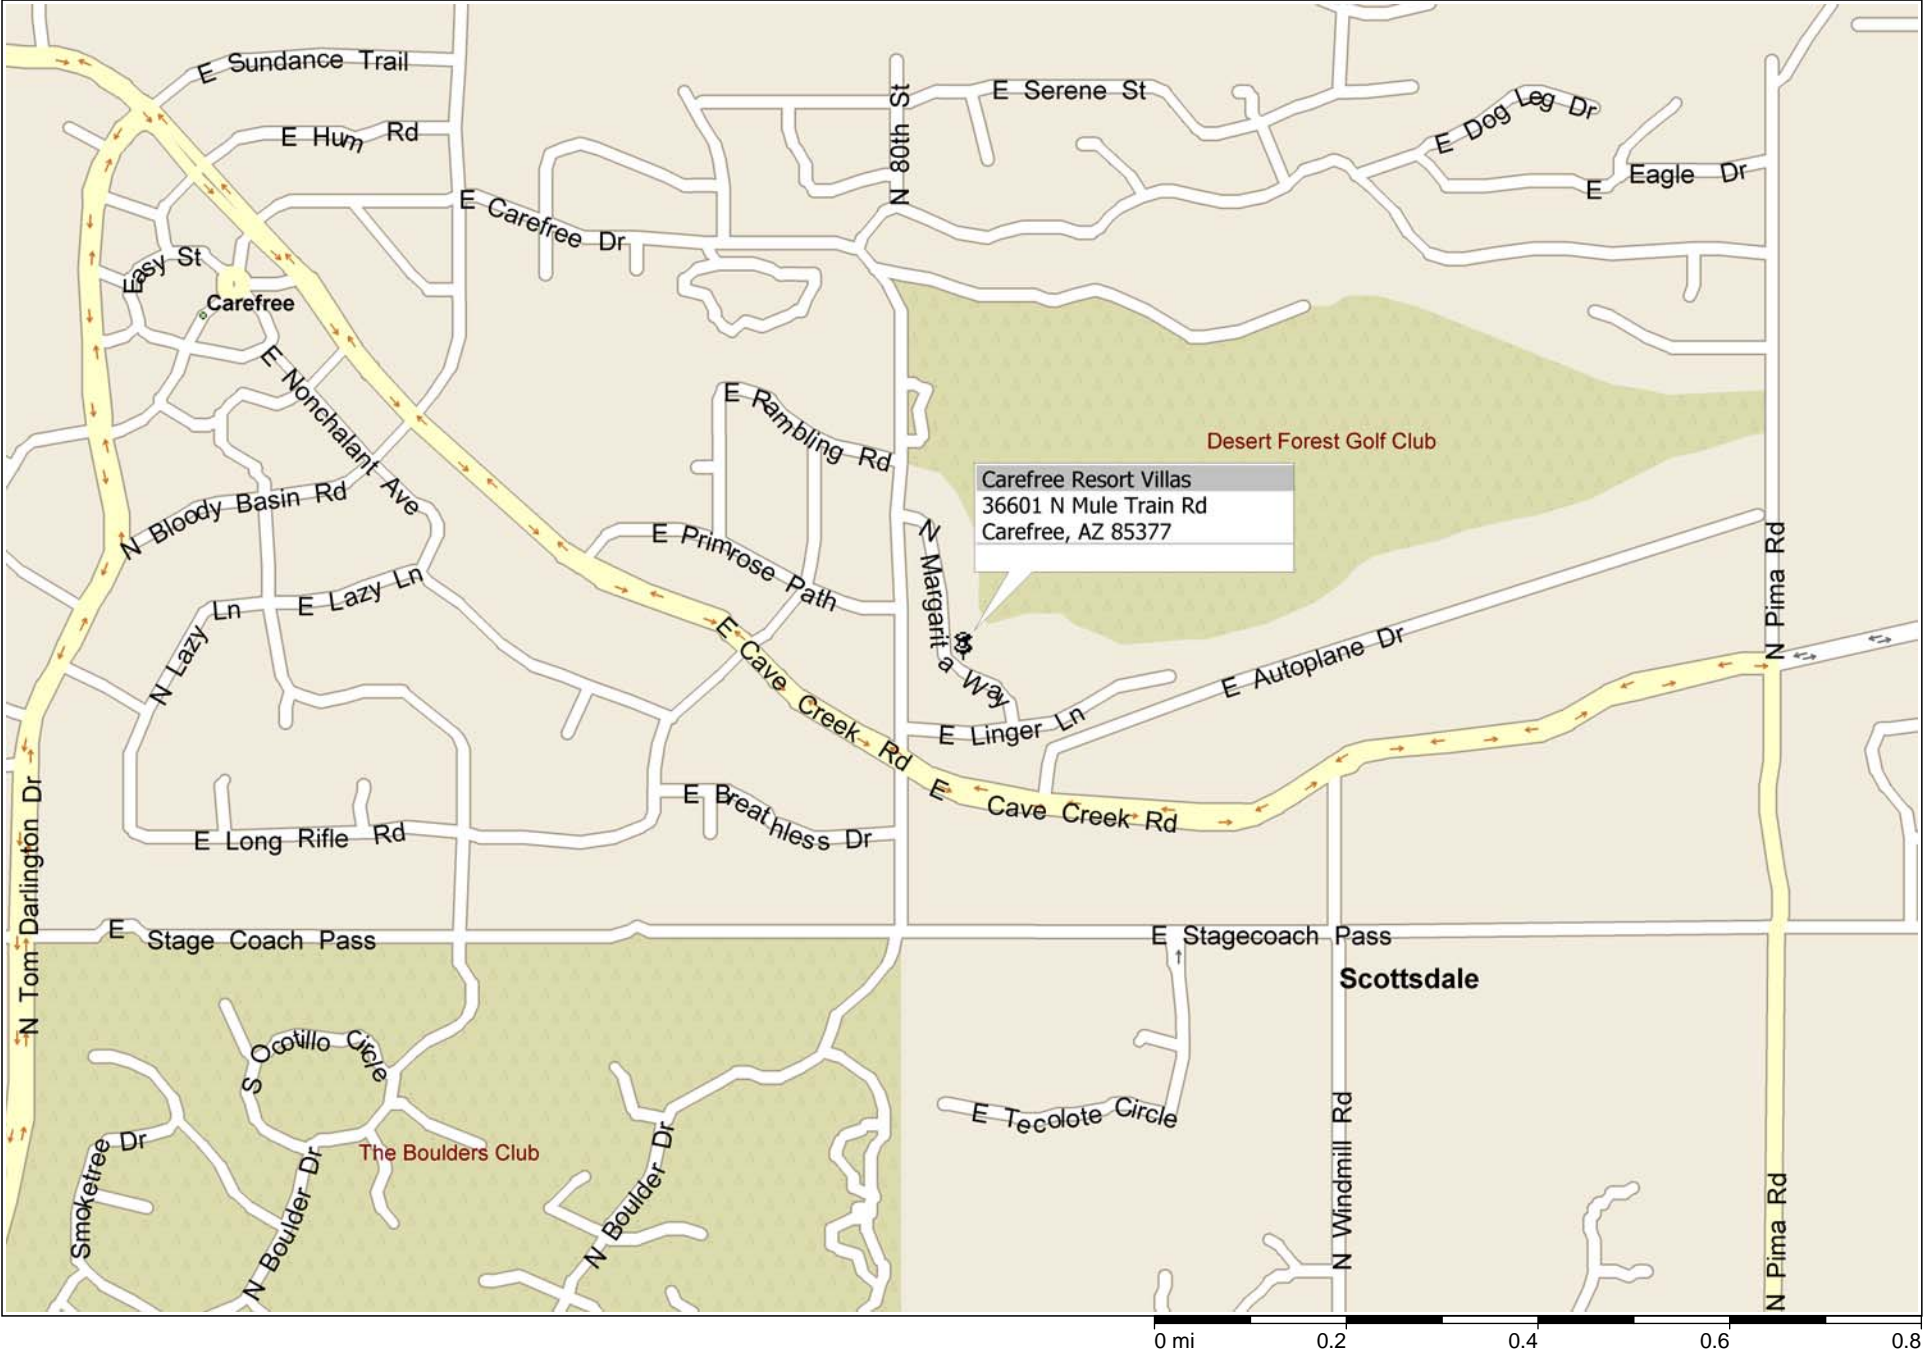 E Sundance Trail
E Serene St
E Dog Leg Dr
N 80th St
E Hum Rd
E Eagle Dr
E Carefree Dr
Easy St
Carefree
E Nonchalant Ave
E Rambling Rd
Desert Forest Golf Club
Carefree Resort Villas
36601 N Mule Train Rd
Carefree, AZ 85377
N Bloody Basin Rd
E Primrose Path
N Margarita Way
N Pima Rd
E Lazy Ln
N Lazy Ln
E Autoplane Dr
E Cave Creek Rd
E Linger Ln
E Cave Creek Rd
E Breathless Dr
E Long Rifle Rd
N Tom Darlington Dr
E Stage Coach Pass
E Stagecoach Pass
Scottsdale
S Ocotillo Circle
E Tecolote Circle
Smoketree Dr
The Boulders Club
N Boulder Dr
N Boulder Dr
N Windmill Rd
N Pima Rd
0 mi 0.2 0.4 0.6 0.8